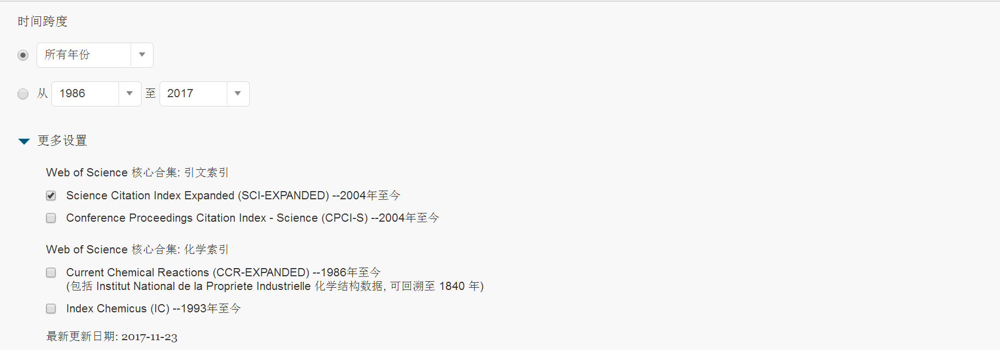 时间跨度
所有年份
从 1986 至 2017
更多设置
Web of Science 核心合集: 引文索引
Science Citation Index Expanded (SCI-EXPANDED) --2004年至今
Conference Proceedings Citation Index - Science (CPCI-S) --2004年至今
Web of Science 核心合集: 化学索引
Current Chemical Reactions (CCR-EXPANDED) --1986年至今
(包括 Institut National de la Propriete Industrielle 化学结构数据, 可回溯至 1840 年)
Index Chemicus (IC) --1993年至今
最新更新日期: 2017-11-23